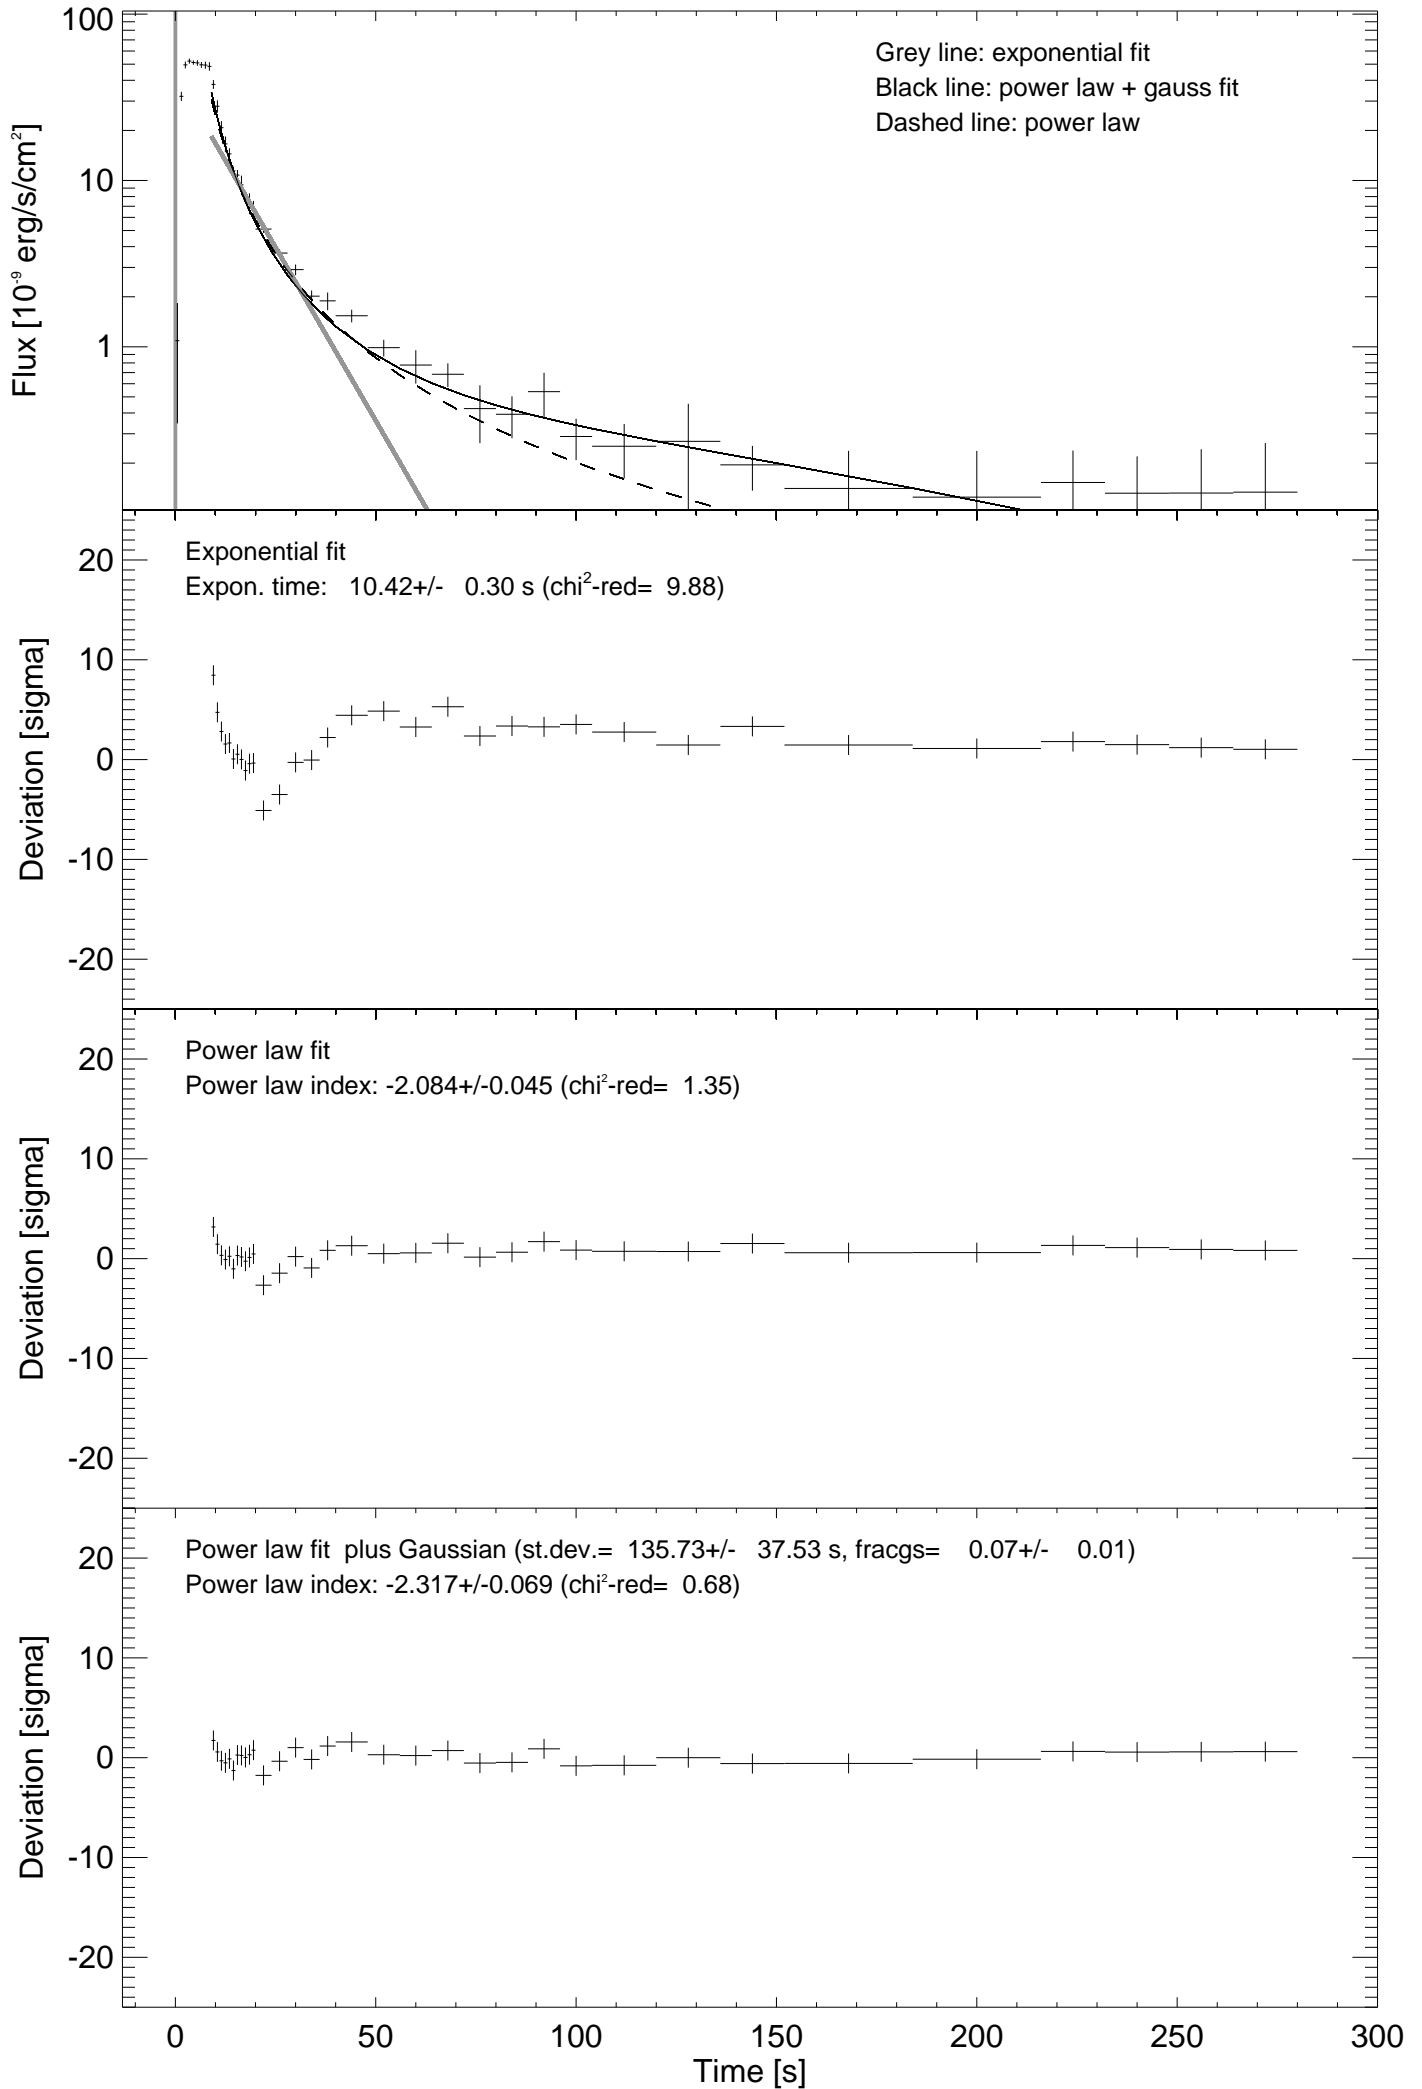 100
10
1
Flux [10⁻⁹ erg/s/cm²]
Grey line: exponential fit
Black line: power law + gauss fit
Dashed line: power law
20
10
0
-10
-20
Deviation [sigma]
Exponential fit
Expon. time: 10.42+/- 0.30 s (chi²-red= 9.88)
20
10
0
-10
-20
Deviation [sigma]
Power law fit
Power law index: -2.084+/-0.045 (chi²-red= 1.35)
20
10
0
-10
-20
Deviation [sigma]
Power law fit plus Gaussian (st.dev.= 135.73+/- 37.53 s, fracgs= 0.07+/- 0.01)
Power law index: -2.317+/-0.069 (chi²-red= 0.68)
0 50 100 150 200 250 300
Time [s]